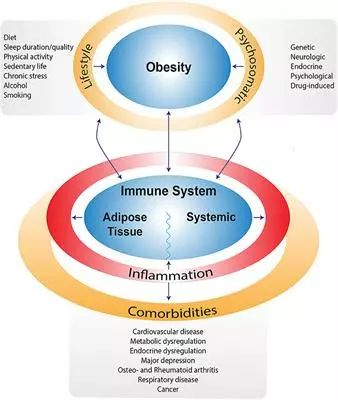 Diet
Sleep duration/quality
Physical activity
Sedentary life
Chronic stress
Alcohol
Smoking
Lifestyle
Obesity
Psychosomatic
Genetic
Neurologic
Endocrine
Psychological
Drug-induced
Immune System
Adipose Systemic
Tissue
Inflammation
Comorbidities
Cardiovascular disease
Metabolic dysregulation
Endocrine dysregulation
Major depression
Osteo- and Rheumatoid arthritis
Respiratory disease
Cancer